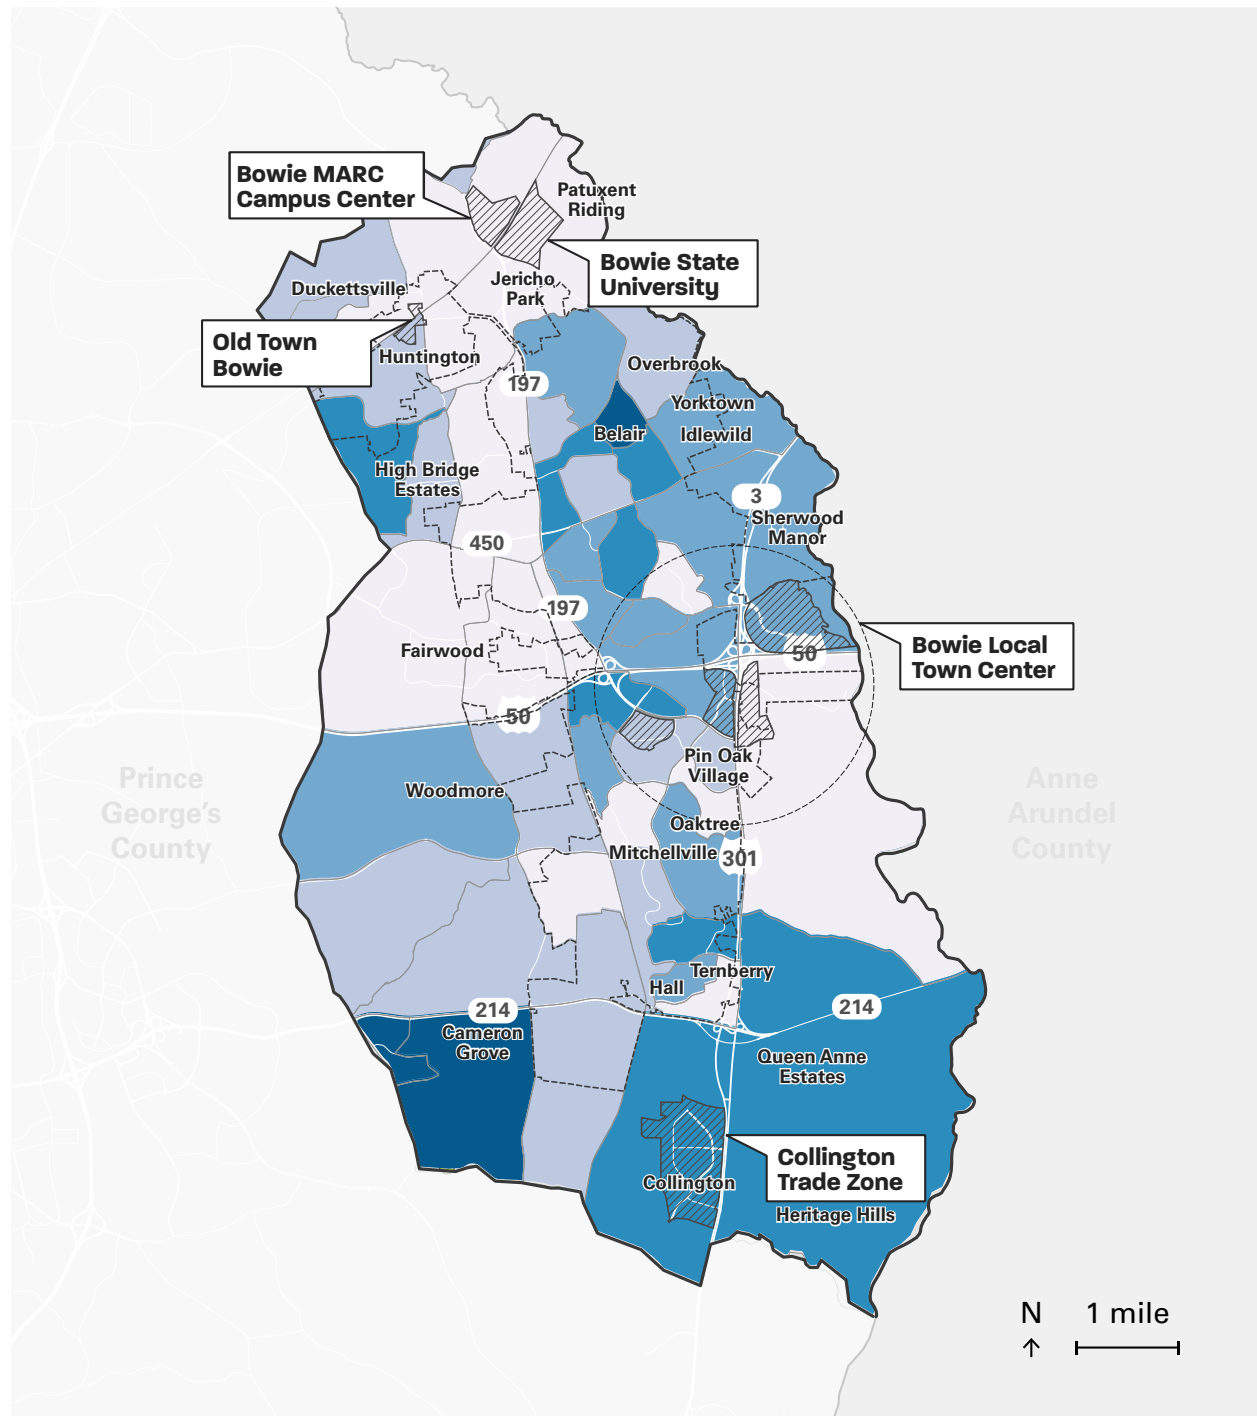 Bowie MARC
Campus Center
Patuxent
Riding
Bowie State
University
Duckettsville
Jericho
Park
Old Town
Bowie
Huntington
197
Overbrook
Yorktown
Belair
Idlewild
High Bridge
Estates
3
Sherwood
Manor
450
197
Fairwood
50
Bowie Local
Town Center
50
Pin Oak
Village
Prince
George's
County
Woodmore
Anne
Arundel
County
Oaktree
Mitchellville
301
Ternberry
Hall
214
214
Cameron
Grove
Queen Anne
Estates
Collington
Trade Zone
Collington
Heritage Hills
N
1 mile